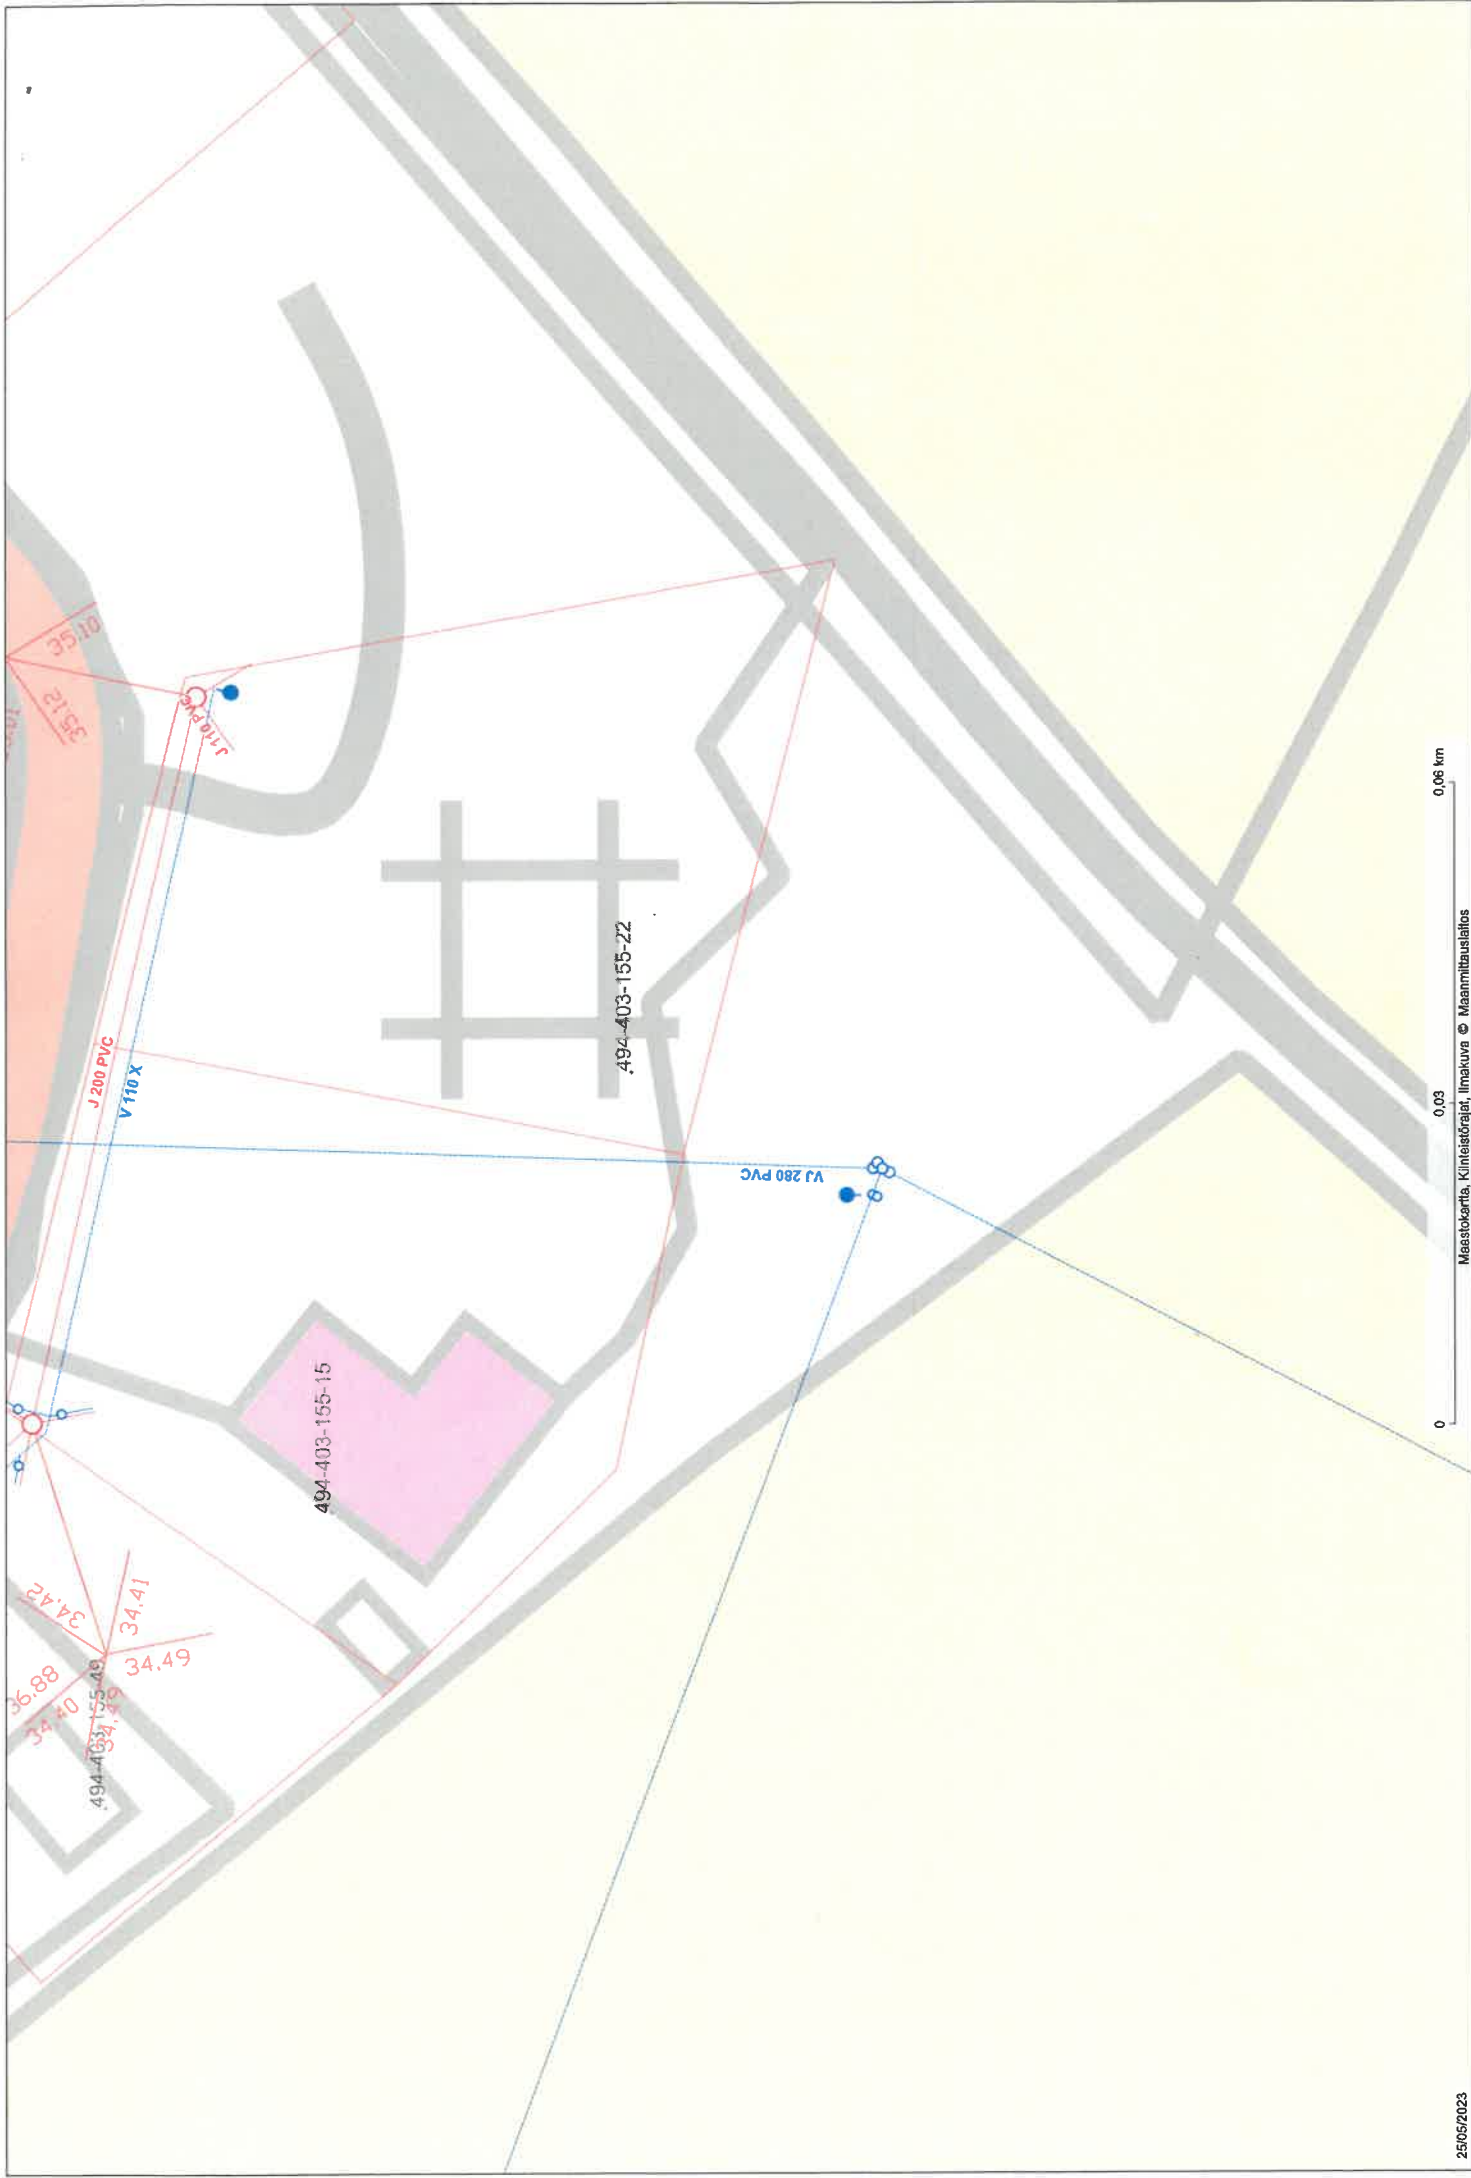 36.88
34.42
34.40
34.41
34.49
34.49
.494-403-155-49
.494-403-155-15
J 200 PVC
V 110 X
J 110 PVC
35.12
35.10
.494-403-155-22
VJ 280 PVC
0
0,03
0,06 km
25/05/2023
Maastokartta, Kiinteistörajat, Ilmakuva © Maanmittauslaitos